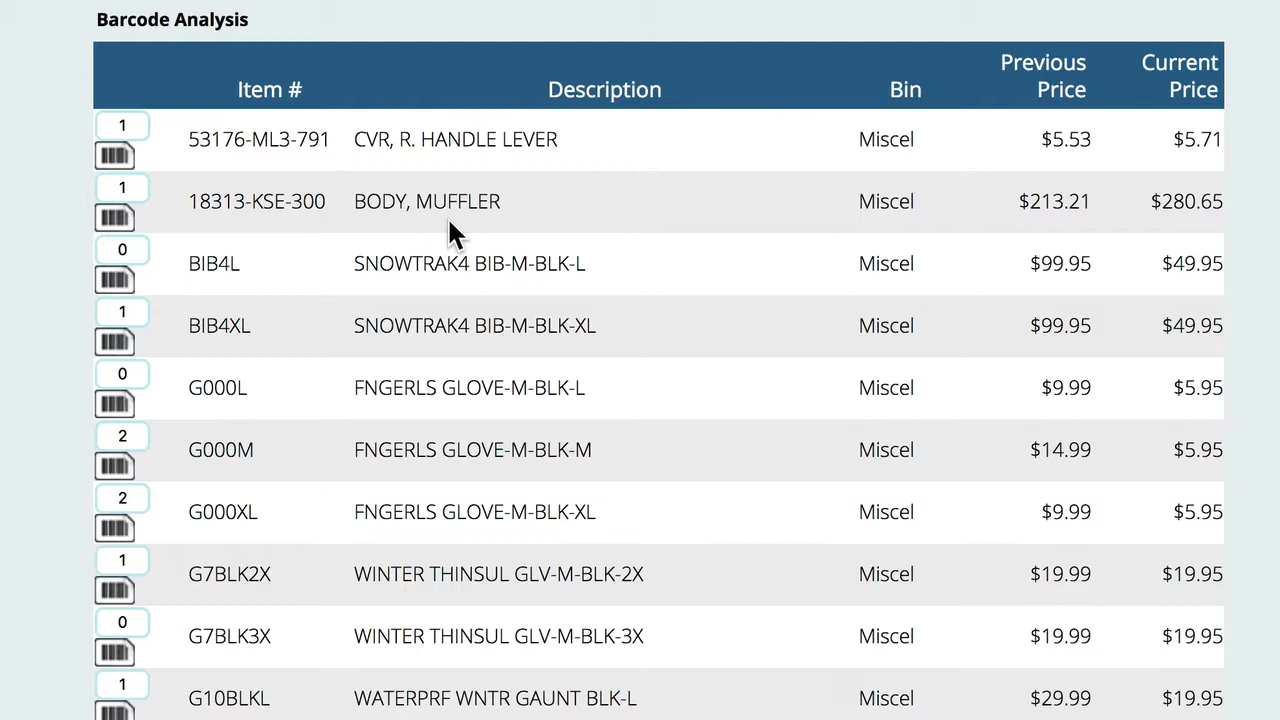 Barcode Analysis
Item # Description Bin Previous Price Current Price
1 53176-ML3-791 CVR, R. HANDLE LEVER Miscel $5.53 $5.71
1 18313-KSE-300 BODY, MUFFLER Miscel $213.21 $280.65
0 BIB4L SNOWTRAK4 BIB-M-BLK-L Miscel $99.95 $49.95
1 BIB4XL SNOWTRAK4 BIB-M-BLK-XL Miscel $99.95 $49.95
0 G000L FNGERLS GLOVE-M-BLK-L Miscel $9.99 $5.95
2 G000M FNGERLS GLOVE-M-BLK-M Miscel $14.99 $5.95
2 G000XL FNGERLS GLOVE-M-BLK-XL Miscel $9.99 $5.95
1 G7BLK2X WINTER THINSUL GLV-M-BLK-2X Miscel $19.99 $19.95
0 G7BLK3X WINTER THINSUL GLV-M-BLK-3X Miscel $19.99 $19.95
1 G10BLKL WATERPRF WNTR GAUNT BLK-L Miscel $29.99 $19.95